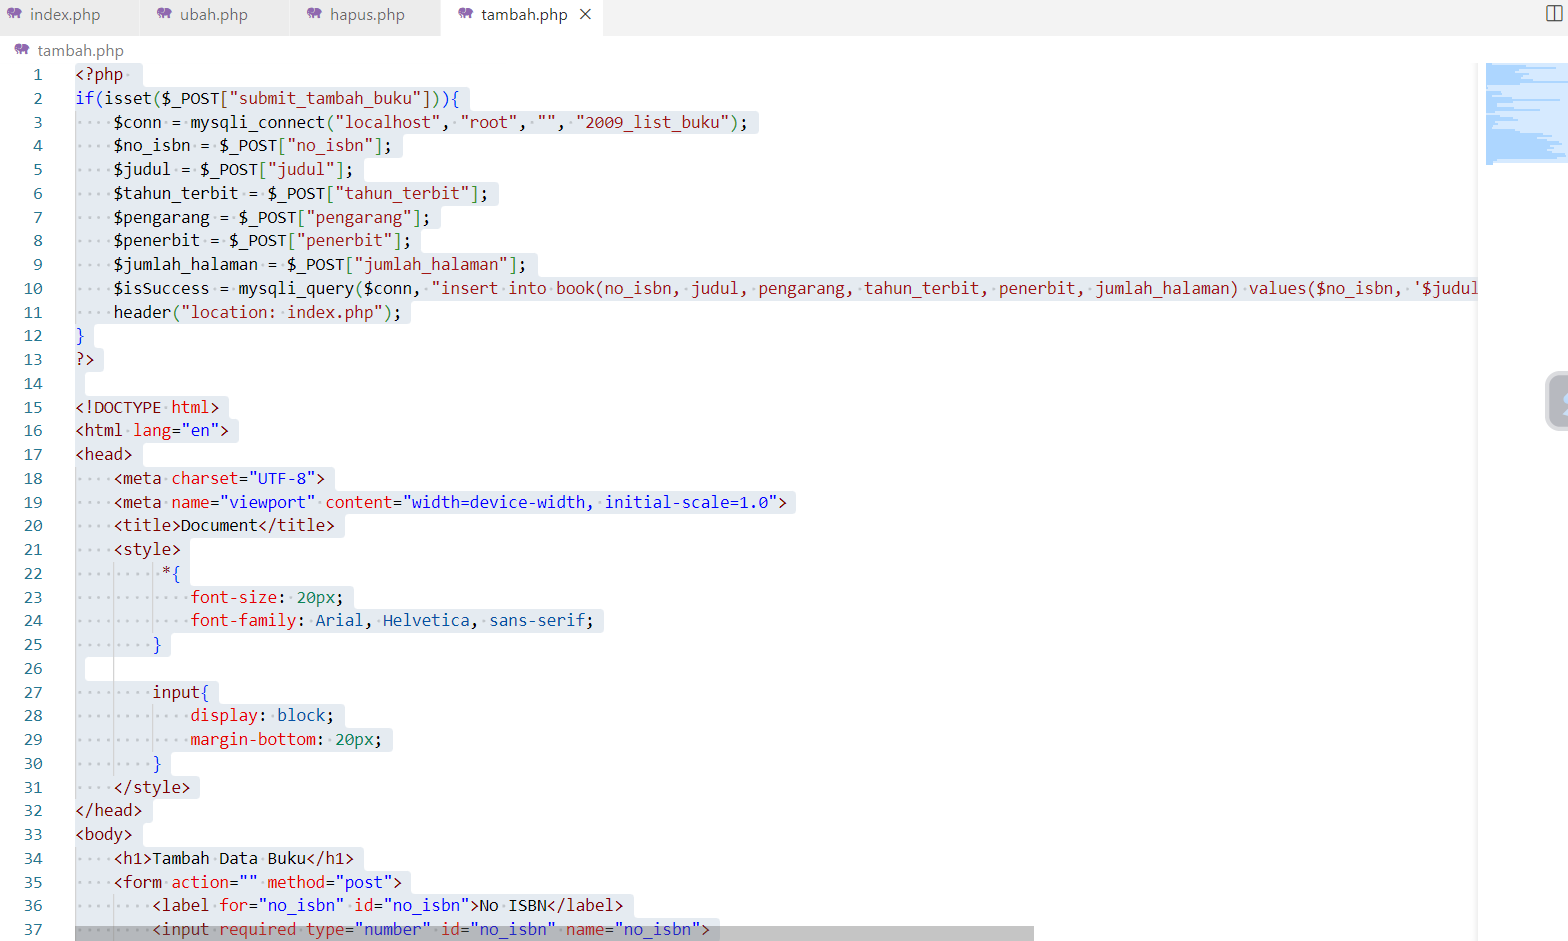 index.php ubah.php hapus.php tambah.php
tambah.php
1 <?php
2 if(isset($_POST["submit_tambah_buku"])){
3 $conn = mysqli_connect("localhost", "root", "", "2009_list_buku");
4 $no_isbn = $_POST["no_isbn"];
5 $judul = $_POST["judul"];
6 $tahun_terbit = $_POST["tahun_terbit"];
7 $pengarang = $_POST["pengarang"];
8 $penerbit = $_POST["penerbit"];
9 $jumlah_halaman = $_POST["jumlah_halaman"];
10 $isSuccess = mysqli_query($conn, "insert into book(no_isbn, judul, pengarang, tahun_terbit, penerbit, jumlah_halaman) values($no_isbn, '$judul
11 header("location: index.php");
12 }
13 ?>
14
15 <!DOCTYPE html>
16 <html lang="en">
17 <head>
18 <meta charset="UTF-8">
19 <meta name="viewport" content="width=device-width, initial-scale=1.0">
20 <title>Document</title>
21 <style>
22 *{
23 font-size: 20px;
24 font-family: Arial, Helvetica, sans-serif;
25 }
26
27 input{
28 display: block;
29 margin-bottom: 20px;
30 }
31 </style>
32 </head>
33 <body>
34 <h1>Tambah Data Buku</h1>
35 <form action="" method="post">
36 <label for="no_isbn" id="no_isbn">No ISBN</label>
37 <input required type="number" id="no_isbn" name="no_isbn">